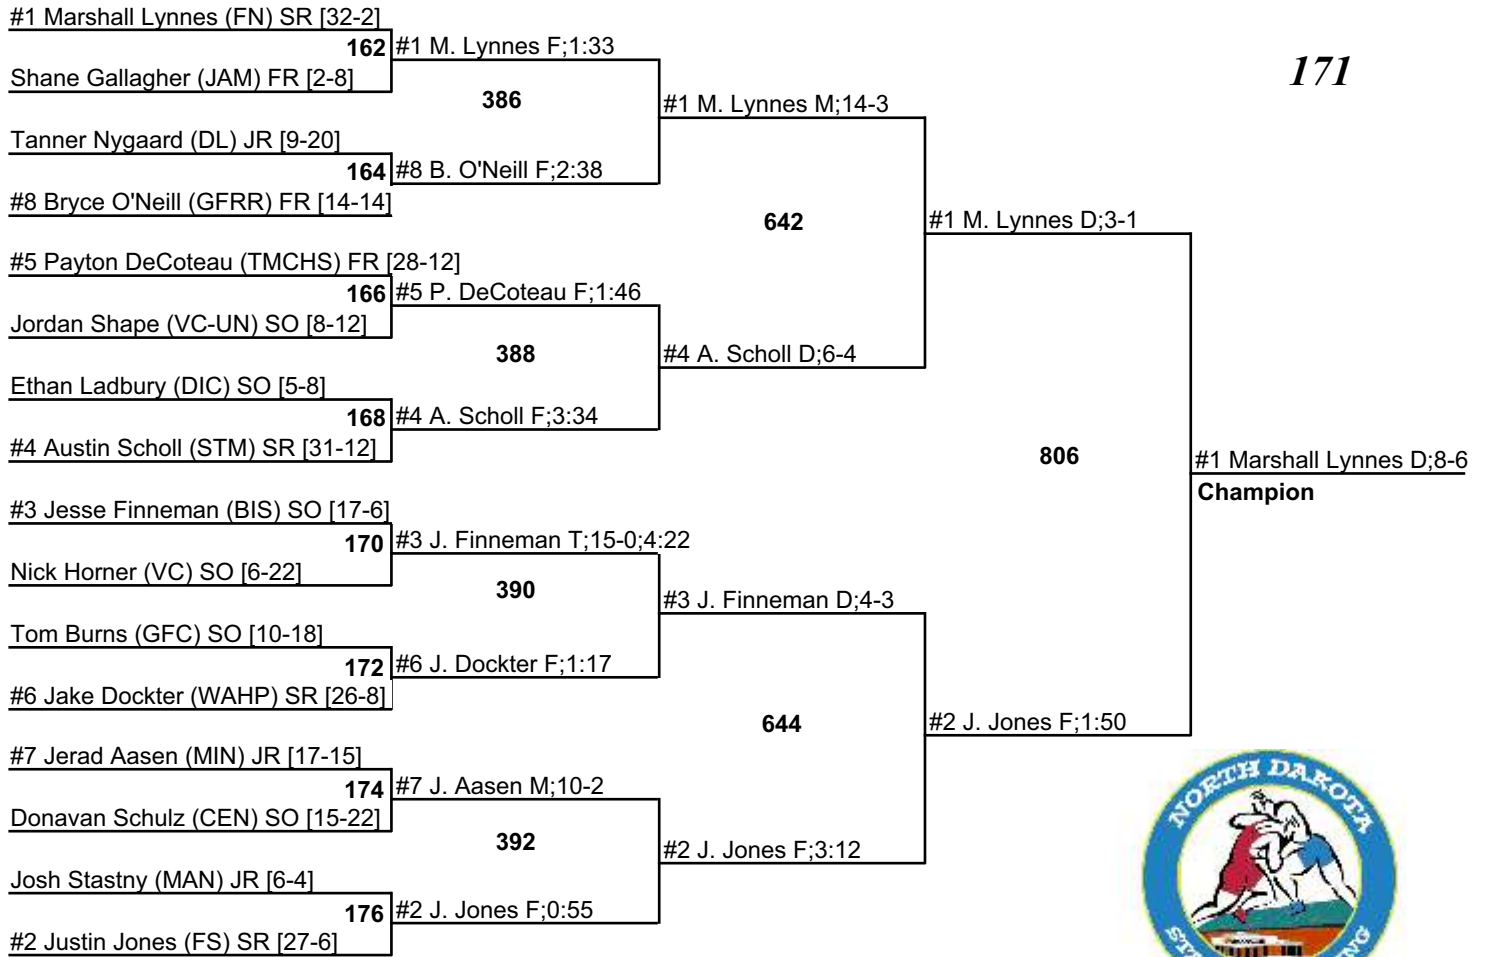 #1 Marshall Lynnes (FN) SR [32-2]
162
#1 M. Lynnes F;1:33
171
Shane Gallagher (JAM) FR [2-8]
386
#1 M. Lynnes M;14-3
Tanner Nygaard (DL) JR [9-20]
164
#8 B. O'Neill F;2:38
#8 Bryce O'Neill (GFRR) FR [14-14]
642
#1 M. Lynnes D;3-1
#5 Payton DeCoteau (TMCHS) FR [28-12]
166
#5 P. DeCoteau F;1:46
Jordan Shape (VC-UN) SO [8-12]
388
#4 A. Scholl D;6-4
Ethan Ladbury (DIC) SO [5-8]
168
#4 A. Scholl F;3:34
#4 Austin Scholl (STM) SR [31-12]
806
#1 Marshall Lynnes D;8-6
Champion
#3 Jesse Finneman (BIS) SO [17-6]
170
#3 J. Finneman T;15-0;4:22
Nick Horner (VC) SO [6-22]
390
#3 J. Finneman D;4-3
Tom Burns (GFC) SO [10-18]
172
#6 J. Dockter F;1:17
#6 Jake Dockter (WAHP) SR [26-8]
644
#2 J. Jones F;1:50
#7 Jerad Aasen (MIN) JR [17-15]
174
#7 J. Aasen M;10-2
Donavan Schulz (CEN) SO [15-22]
392
#2 J. Jones F;3:12
Josh Stastny (MAN) JR [6-4]
176
#2 J. Jones F;0:55
#2 Justin Jones (FS) SR [27-6]
NORTH DAKOTA